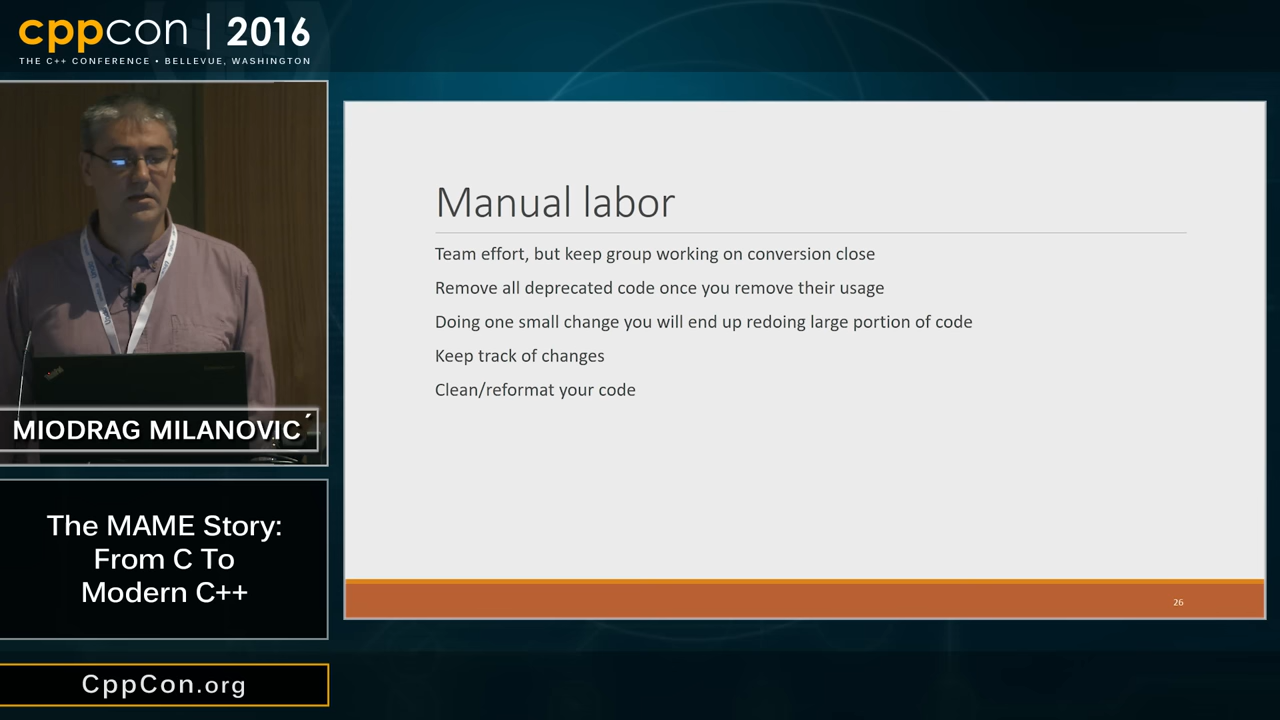 cppcon | 2016
THE C++ CONFERENCE • BELLEVUE, WASHINGTON
MIODRAG MILANOVIĆ
The MAME Story:
From C To
Modern C++
CppCon.org
Manual labor
Team effort, but keep group working on conversion close
Remove all deprecated code once you remove their usage
Doing one small change you will end up redoing large portion of code
Keep track of changes
Clean/reformat your code
26